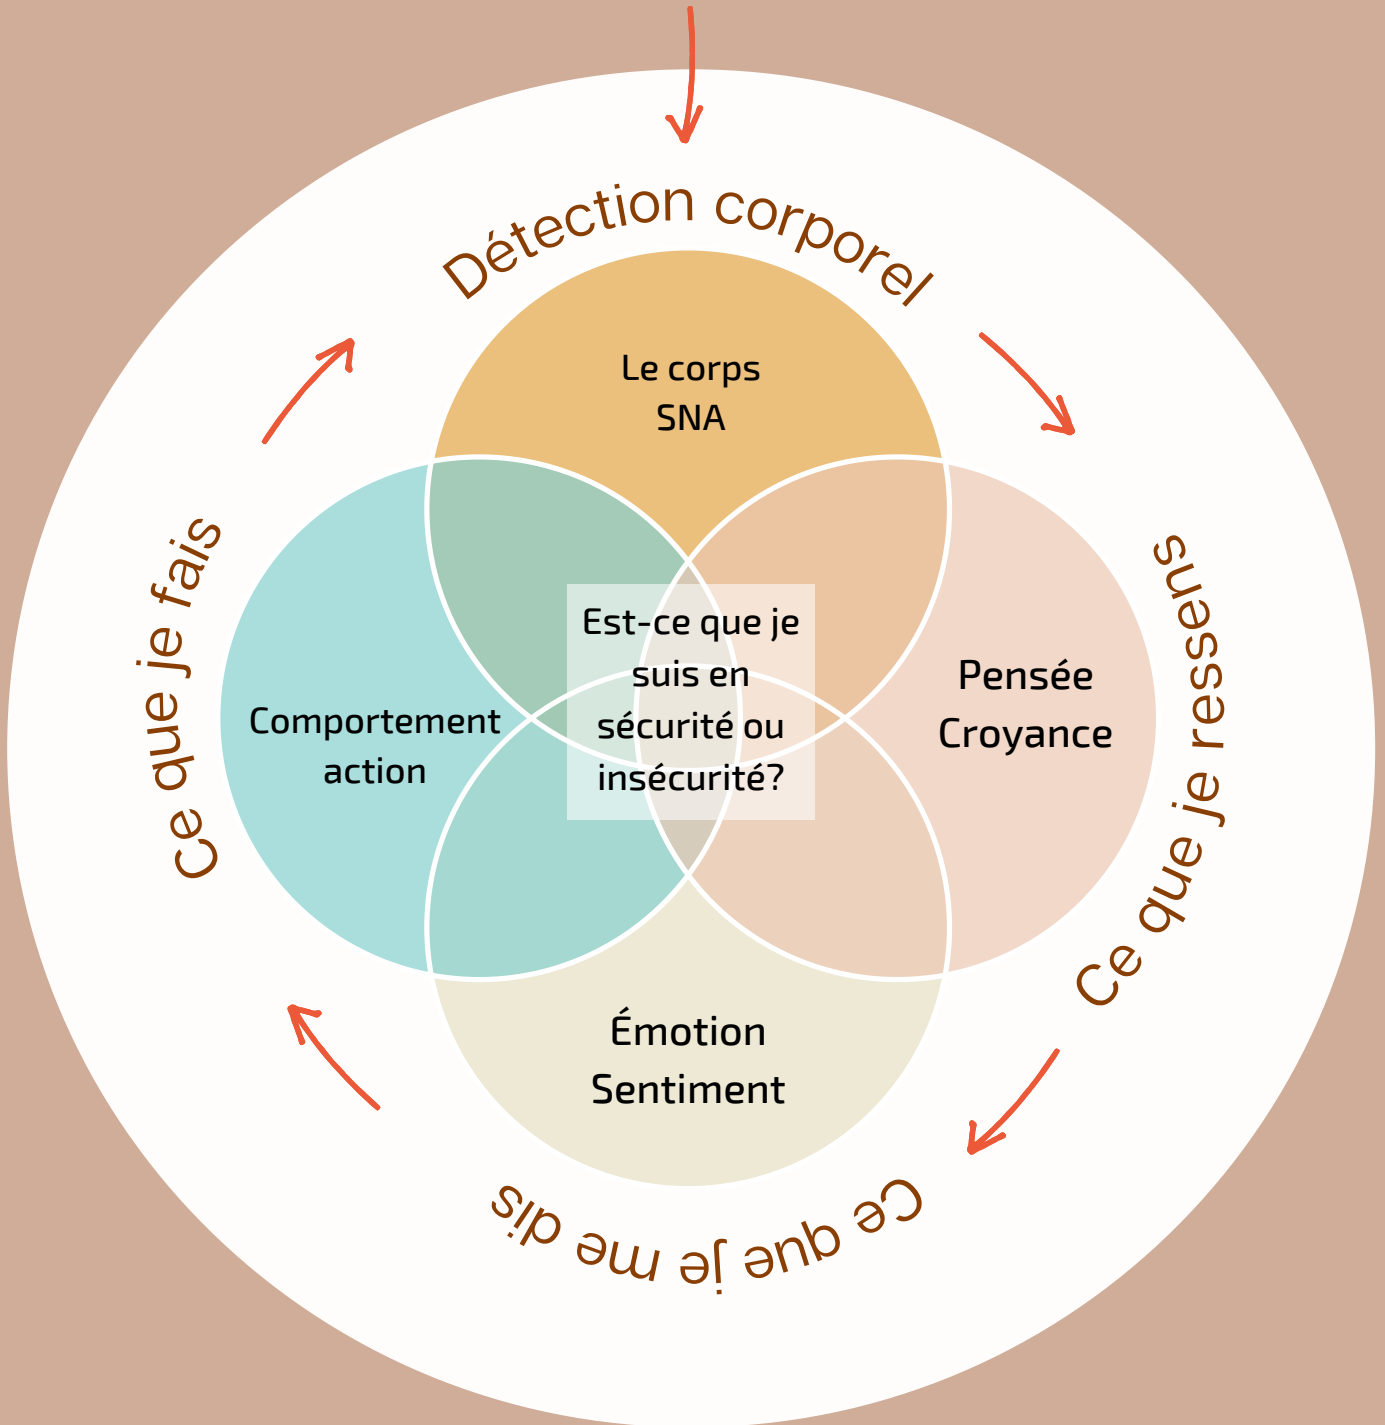 Détection corporel
Le corps
SNA
Ce que je fais
Ce que je ressens
Est-ce que je
suis en
sécurité ou
insécurité?
Pensée
Croyance
Comportement
action
Émotion
Sentiment
Ce que je me dis